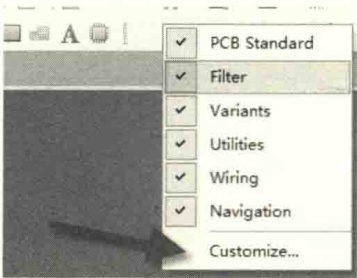 A
PCB Standard
Filter
Variants
Utilities
Wiring
Navigation
Customize...